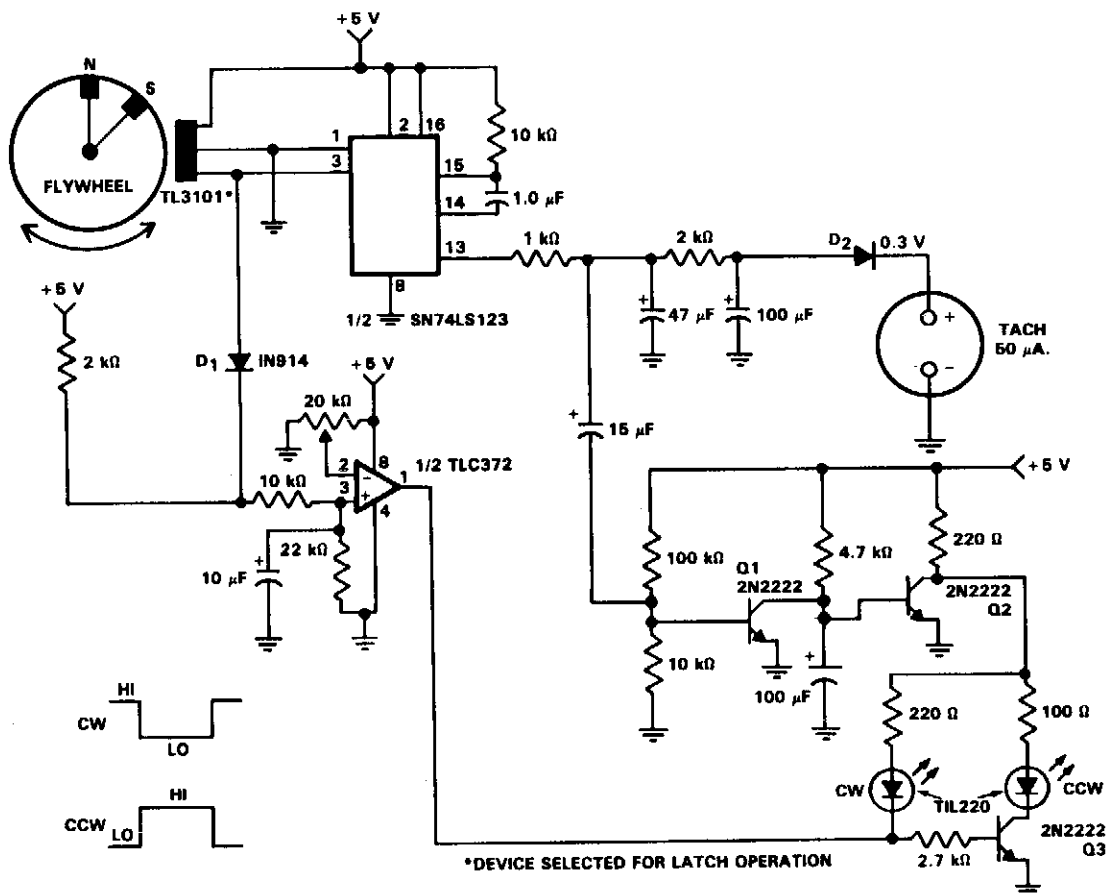 +5 V
N
S
FLYWHEEL
TL3101*
1
2
16
3
15
14
13
8
10 kΩ
1.0 µF
1/2 SN74LS123
1 kΩ
2 kΩ
D2
0.3 V
47 µF
100 µF
+
+
+
-
TACH
50 µA.
+5 V
2 kΩ
D1
IN914
+5 V
20 kΩ
8
2
-
1
1/2 TLC372
3
+
4
10 kΩ
22 kΩ
+
10 µF
+
15 µF
+5 V
100 kΩ
4.7 kΩ
220 Ω
Q1
2N2222
2N2222
Q2
10 kΩ
+
100 µF
220 Ω
100 Ω
CW
TIL220
CCW
2N2222
Q3
2.7 kΩ
HI
CW
LO
HI
CCW
LO
*DEVICE SELECTED FOR LATCH OPERATION